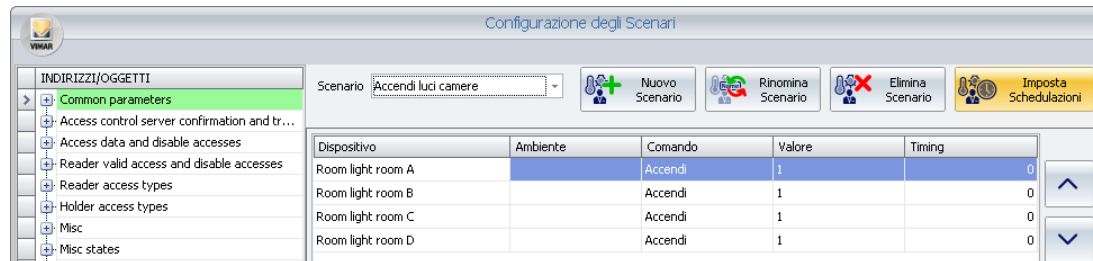 Configurazione degli Scenari
VIMAR
INDIRIZZI/OGGETTI
Common parameters
Access control server confirmation and tr...
Access data and disable accesses
Reader valid access and disable accesses
Reader access types
Holder access types
Misc
Misc states
Scenario Accendi luci camere
Nuovo
Scenario
Name
Rinomina
Scenario
Elimina
Scenario
Imposta
Schedulazioni
Dispositivo Ambiente Comando Valore Timing
Room light room A Accendi 1 0
Room light room B Accendi 1 0
Room light room C Accendi 1 0
Room light room D Accendi 1 0